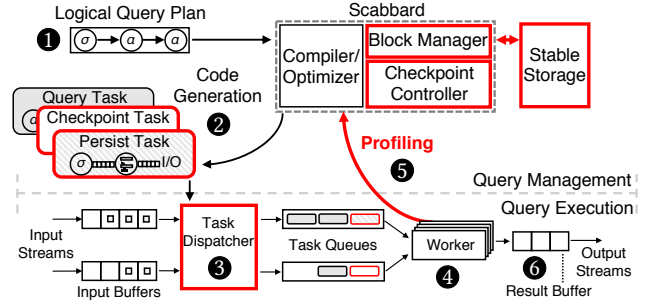 Logical Query Plan
Scabbard
1
σ
α
α
Compiler/
Optimizer
Block Manager
Checkpoint
Controller
Stable
Storage
Code
Generation
2
Query Task
Checkpoint Task
Persist Task
σ
I/O
Profiling
5
Query Management
Query Execution
Input
Streams
Input Buffers
Task
Dispatcher
3
Task Queues
Worker
4
6
Output
Streams
Result Buffer